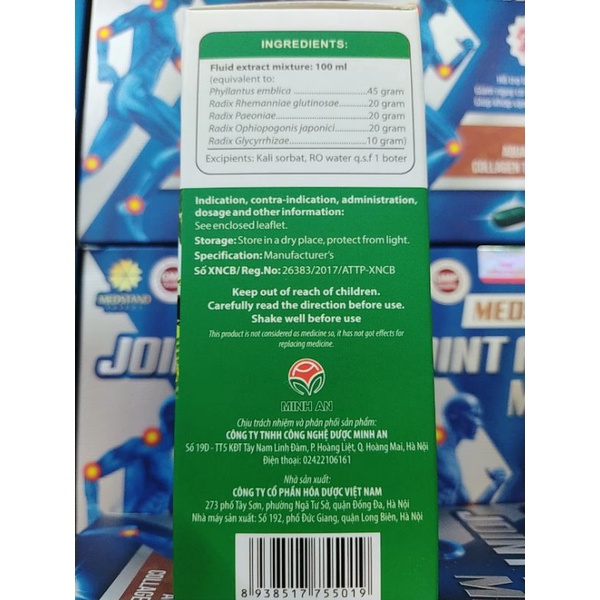 INGREDIENTS:
Fluid extract mixture: 100 ml
(equivalent to:
Phyllantus emblica ......45 gram
Radix Rhemanniae glutinosae......20 gram
Radix Paeoniae ......20 gram
Radix Ophiopogonis japonici......20 gram
Radix Glycyrrhizae......10 gram)
Excipients: Kali sorbat, RO water q.s.f 1 boter
Indication, contra-indication, administration,
dosage and other information:
See enclosed leaflet.
Storage: Store in a dry place, protect from light.
Specification: Manufacturer's
Số XNCB/ Reg.No: 26383/2017/ATTP-XNCB
Keep out of reach of children.
Carefully read the direction before use.
Shake well before use
This product is not considered as medicine so, it has not got effects for
replacing medicine.
MINH AN
Chịu trách nhiệm và phân phối sản phẩm:
CÔNG TY TNHH CÔNG NGHỆ DƯỢC MINH AN
Số 19D - TT5 KĐT Tây Nam Linh Đàm, P. Hoàng Liệt, Q. Hoàng Mai, Hà Nội
Điện thoại: 02422106161
Nhà sản xuất:
CÔNG TY CỔ PHẦN HÓA DƯỢC VIỆT NAM
273 phố Tây Sơn, phường Ngã Tư Sở, quận Đống Đa, Hà Nội
Nhà máy sản xuất: Số 192, phố Đức Giang, quận Long Biên, Hà Nội
8 938517 755019
MEDSTAND
JOINT
COLLAGEN